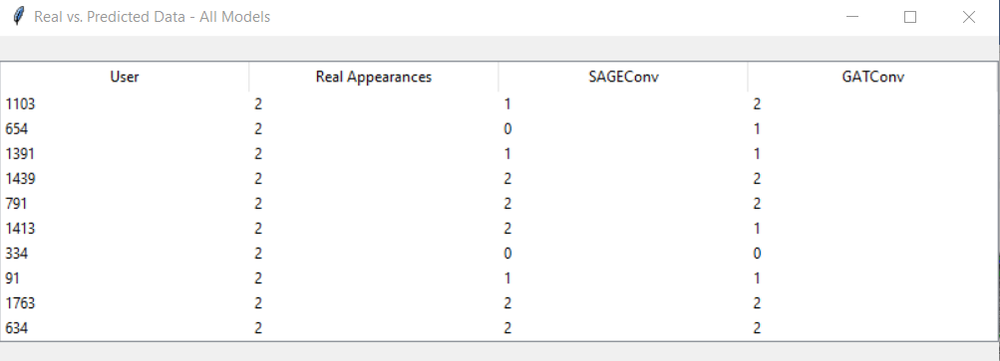 Real vs. Predicted Data - All Models
User Real Appearances SAGEConv GATConv
1103 2 1 2
654 2 0 1
1391 2 1 1
1439 2 2 2
791 2 2 2
1413 2 2 1
334 2 0 0
91 2 1 1
1763 2 2 2
634 2 2 2